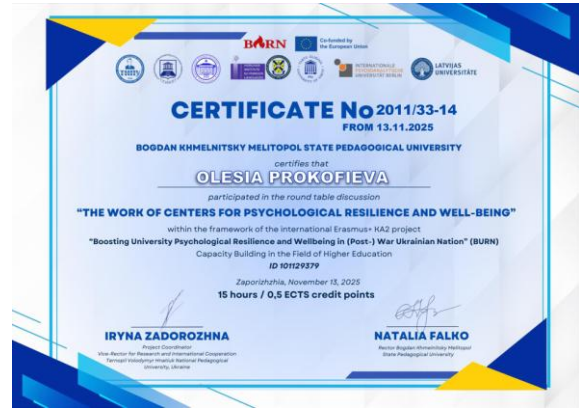 BURN
Co-funded by
the European Union
INTERNATIONALE
PSYCHOANALYTISCHE
UNIVERSITÄT BERLIN
LATVIJAS
UNIVERSITĀTE
CERTIFICATE No 2011/33-14
FROM 13.11.2025
BOGDAN KHMELNITSKY MELITOPOL STATE PEDAGOGICAL UNIVERSITY
certifies that
OLESIA PROKOFIEVA
participated in the round table discussion
"THE WORK OF CENTERS FOR PSYCHOLOGICAL RESILIENCE AND WELL-BEING"
within the framework of the international Erasmus+ KA2 project
"Boosting University Psychological Resilience and Wellbeing in (Post-) War Ukrainian Nation" (BURN)
Capacity Building in the Field of Higher Education
ID 101129379
Zaporizhzhia, November 13, 2025
15 hours / 0,5 ECTS credit points
IRYNA ZADOROZHNA
Project Coordinator
Vice-Rector for Research and International Cooperation
Ternopil Volodymyr Hnatiuk National Pedagogical
University, Ukraine
NATALIA FALKO
Rector Bogdan Khmelnitsky Melitopol
State Pedagogical University